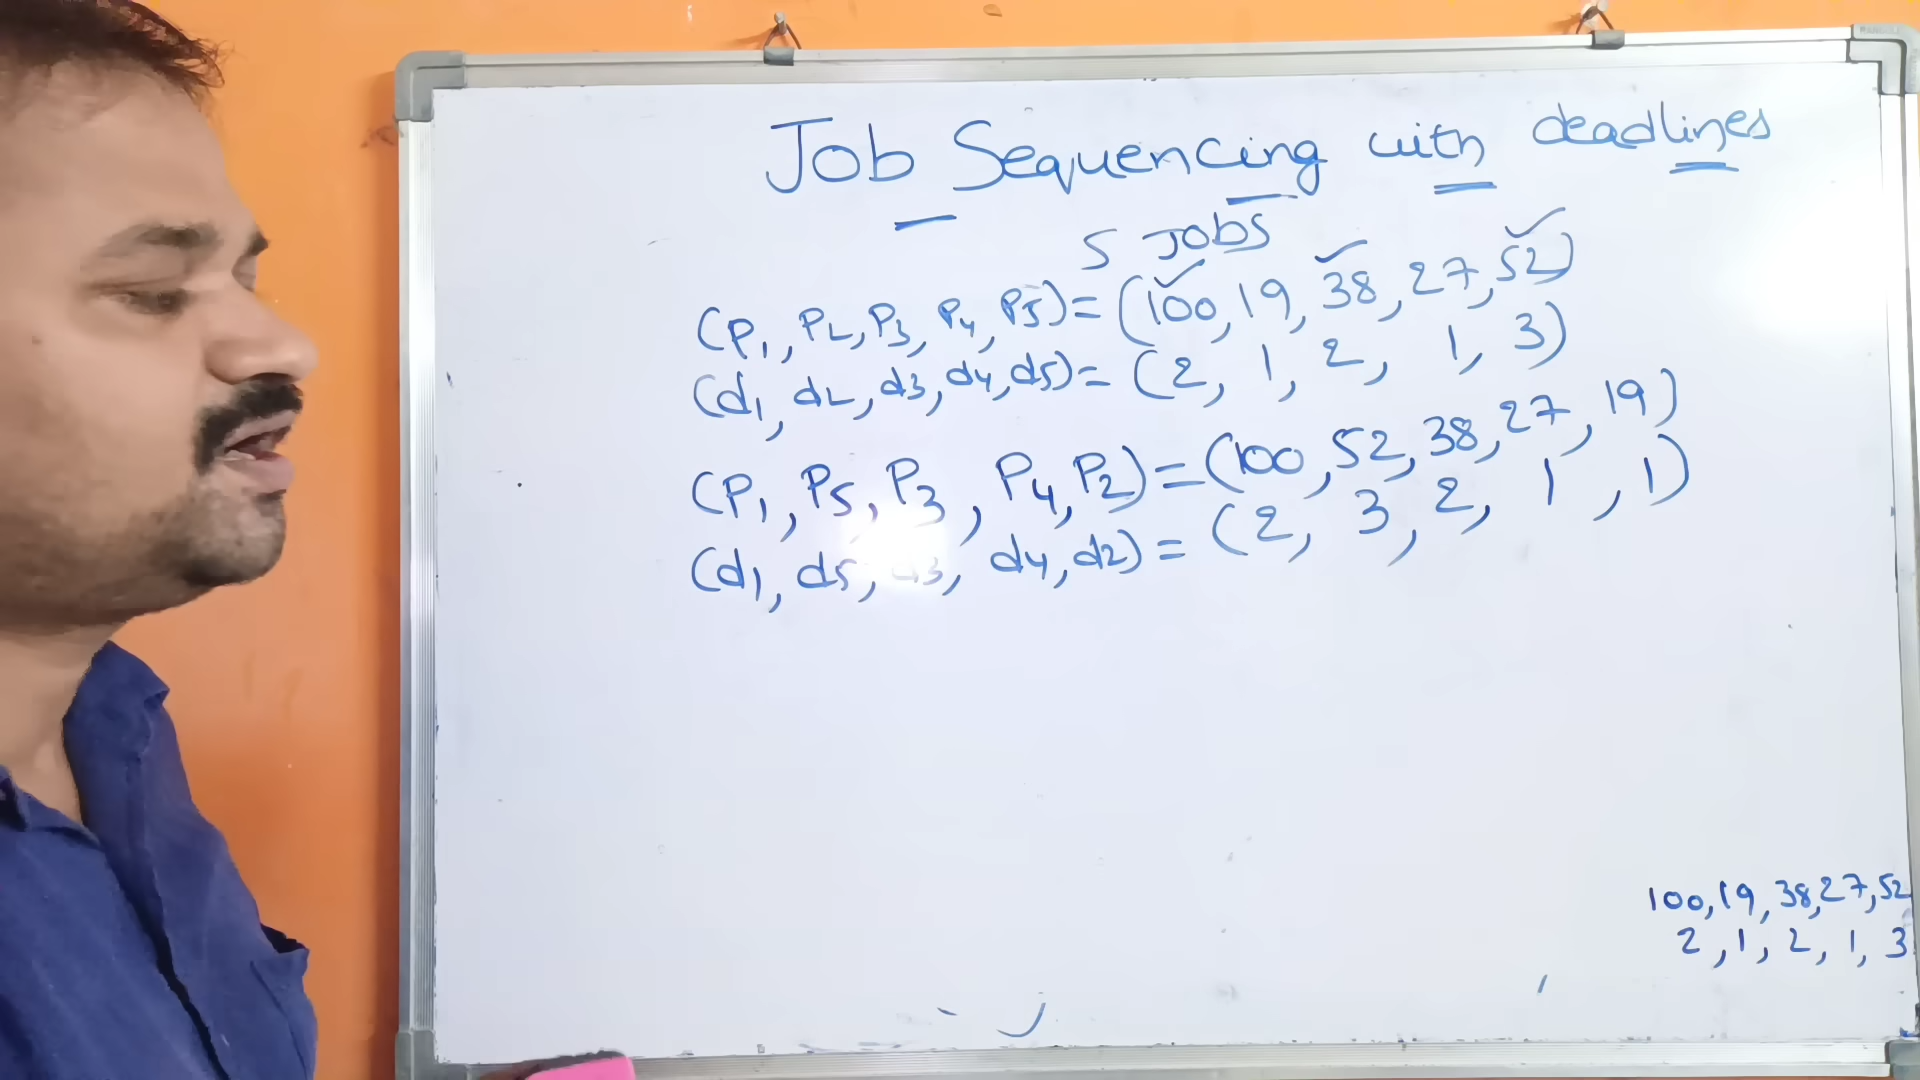 Job Sequencing with deadlines
5 JOBS
(P1, P2, P3, P4, P5) = (100, 19, 38, 27, 52)
(d1, d2, d3, d4, d5) = (2, 1, 2, 1, 3)
(P1, P5, P3, P4, P2) = (100, 52, 38, 27, 19)
(d1, d5, d3, d4, d2) = (2, 3, 2, 1, 1)
100, 19, 38, 27, 52
2, 1, 2, 1, 3